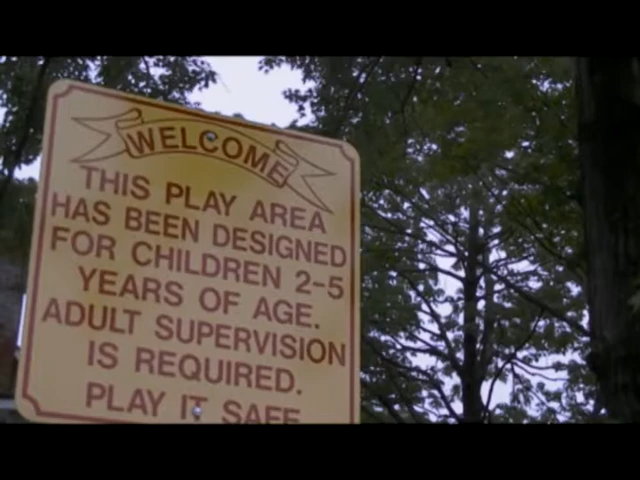 WELCOME
THIS PLAY AREA
HAS BEEN DESIGNED
FOR CHILDREN 2-5
YEARS OF AGE.
ADULT SUPERVISION
IS REQUIRED.
PLAY IT SAFE